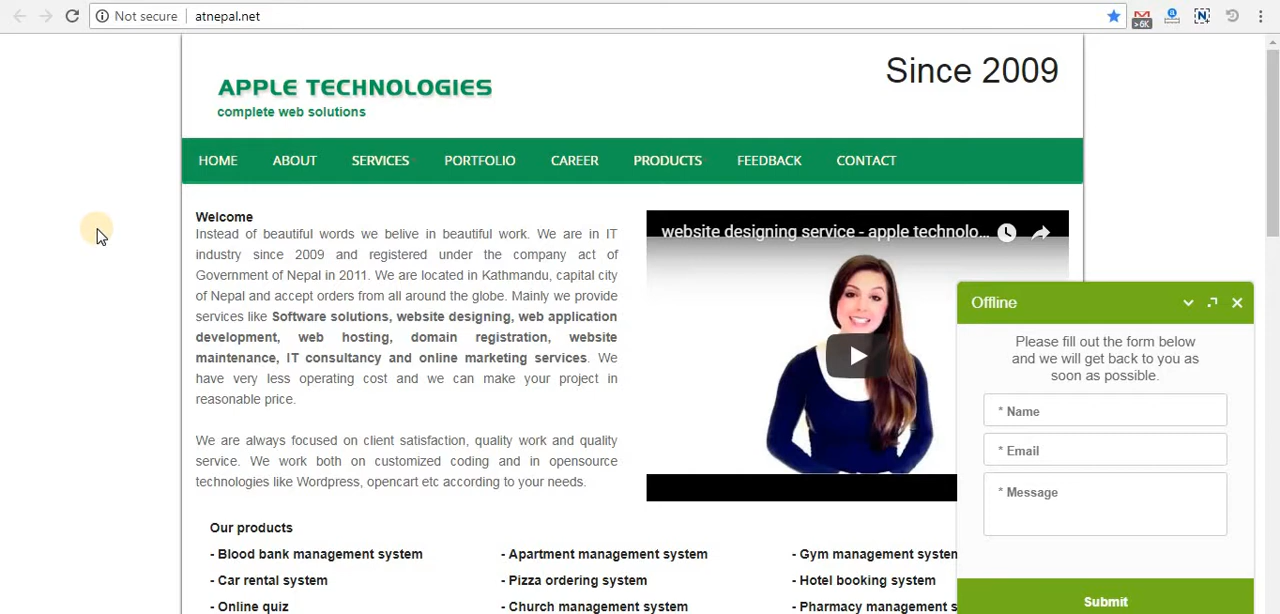 Not secure atnepal.net
>6K
APPLE TECHNOLOGIES
complete web solutions
Since 2009
HOME ABOUT SERVICES PORTFOLIO CAREER PRODUCTS FEEDBACK CONTACT
Welcome
Instead of beautiful words we belive in beautiful work. We are in IT
industry since 2009 and registered under the company act of
Government of Nepal in 2011. We are located in Kathmandu, capital city
of Nepal and accept orders from all around the globe. Mainly we provide
services like Software solutions, website designing, web application
development, web hosting, domain registration, website
maintenance, IT consultancy and online marketing services. We
have very less operating cost and we can make your project in
reasonable price.
We are always focused on client satisfaction, quality work and quality
service. We work both on customized coding and in opensource
technologies like Wordpress, opencart etc according to your needs.
website designing service - apple technolo...
Our products
- Blood bank management system - Apartment management system - Gym management system
- Car rental system - Pizza ordering system - Hotel booking system
- Online quiz - Church management system - Pharmacy management s
Offline
Please fill out the form below
and we will get back to you as
soon as possible.
* Name
* Email
* Message
Submit